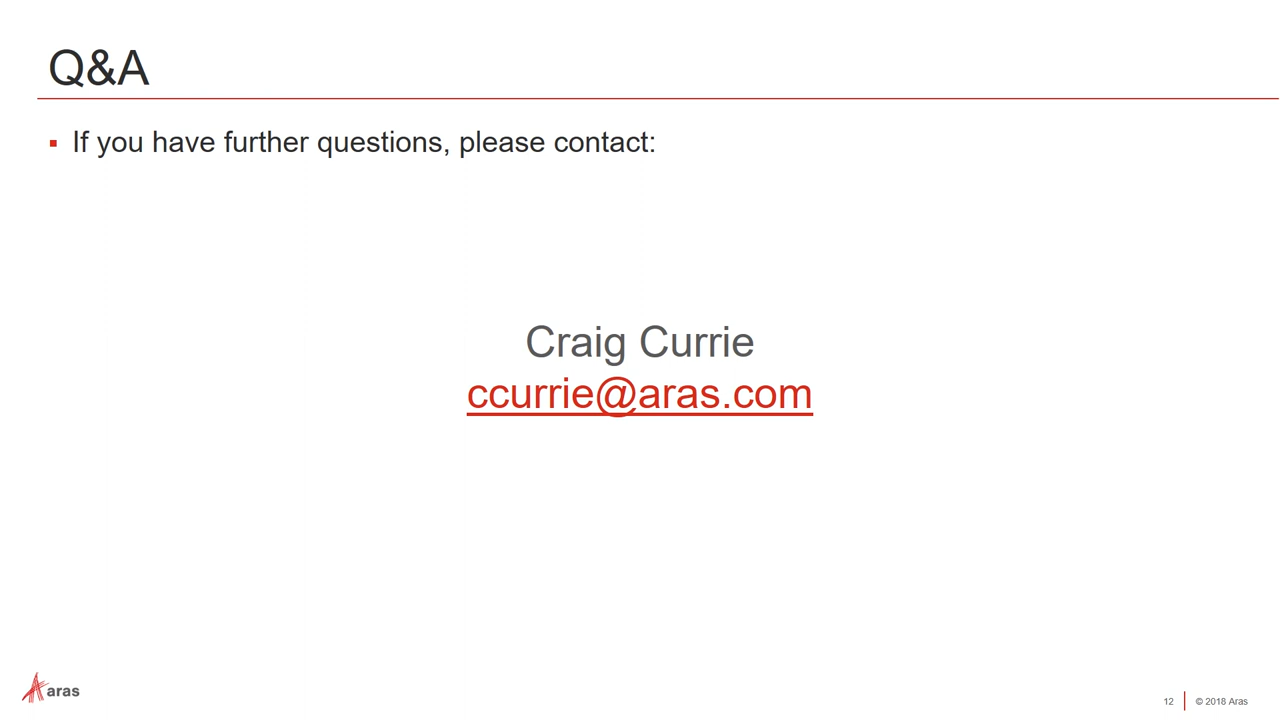 Q&A
▪ If you have further questions, please contact:
Craig Currie
ccurrie@aras.com
aras
12
© 2018 Aras